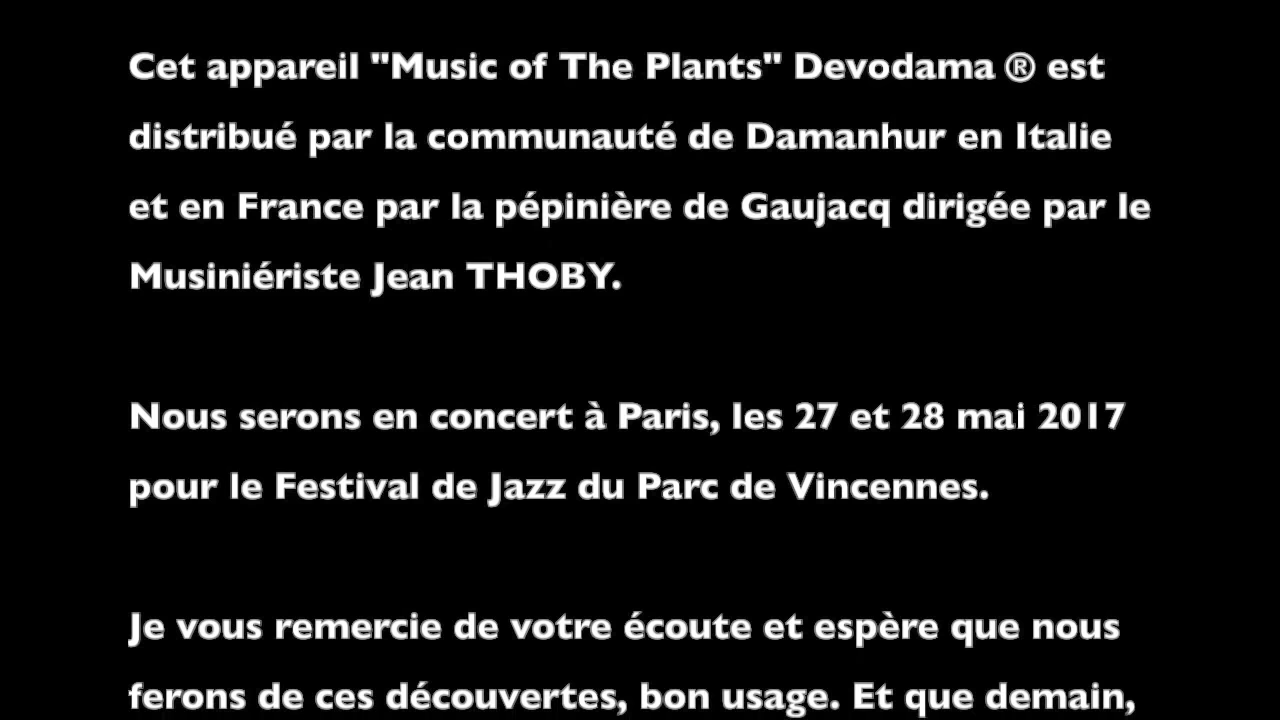 Cet appareil "Music of The Plants" Devodama ® est
distribué par la communauté de Damanhur en Italie
et en France par la pépinière de Gaujacq dirigée par le
Musiniériste Jean THOBY.
Nous serons en concert à Paris, les 27 et 28 mai 2017
pour le Festival de Jazz du Parc de Vincennes.
Je vous remercie de votre écoute et espère que nous
ferons de ces découvertes, bon usage. Et que demain,